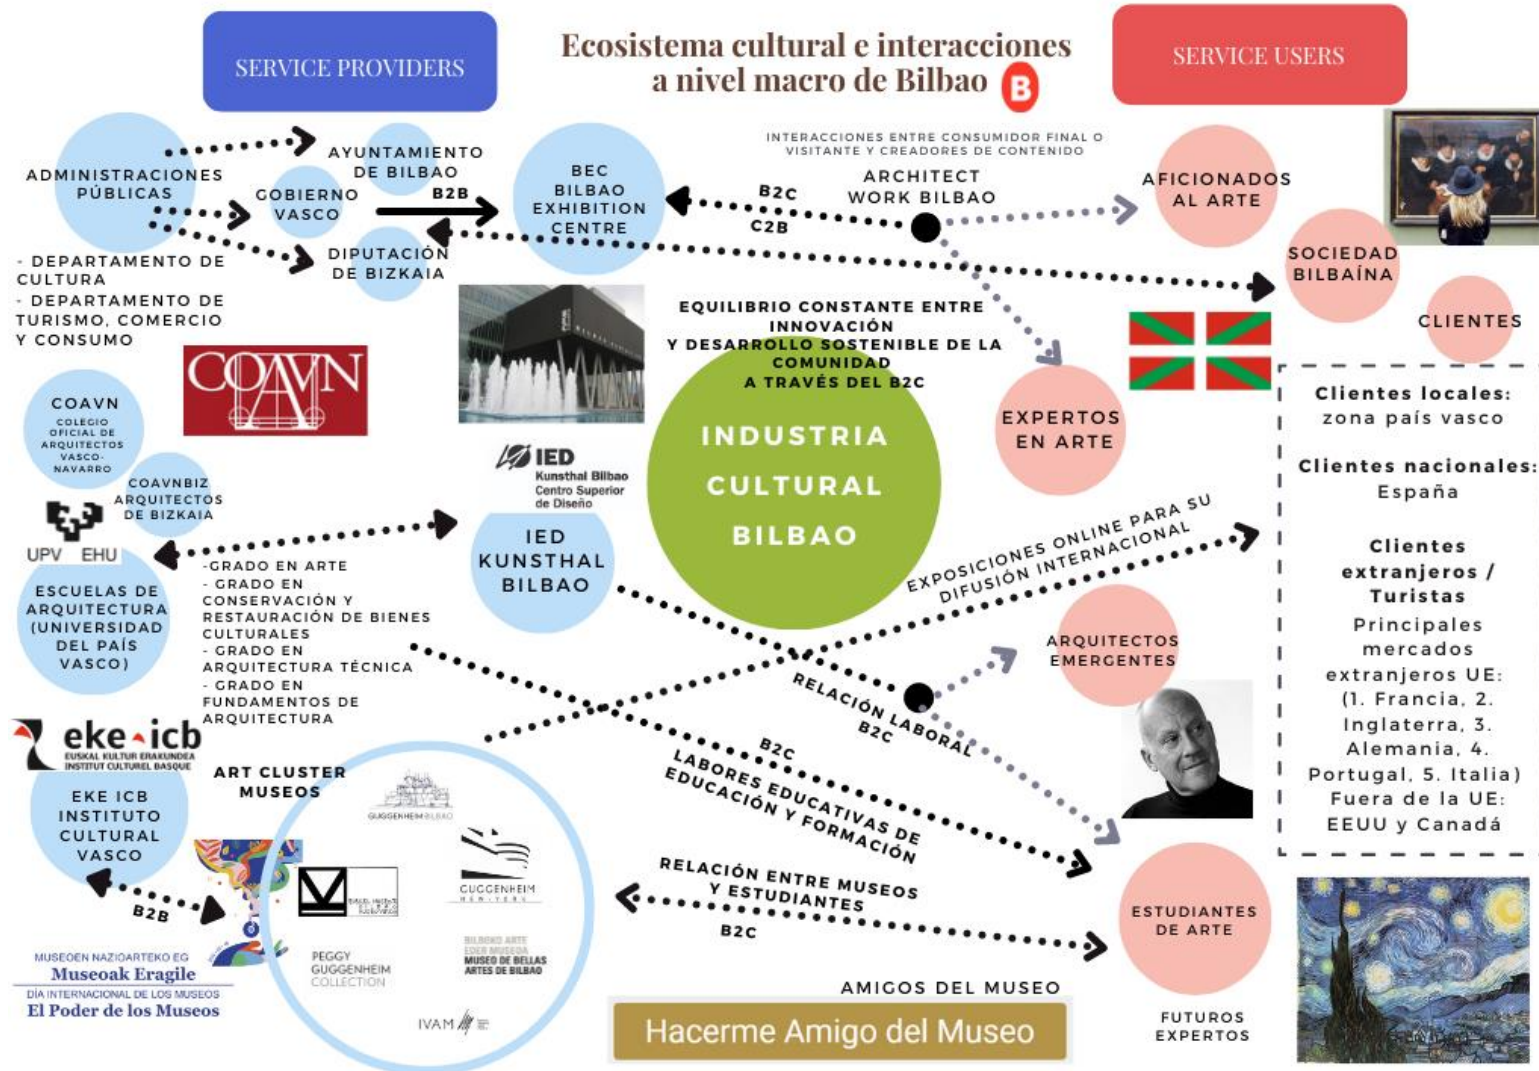 SERVICE PROVIDERS
Ecosistema cultural e interacciones
a nivel macro de Bilbao
B
SERVICE USERS
ADMINISTRACIONES
PÚBLICAS
AYUNTAMIENTO
DE BILBAO
GOBIERNO
VASCO
B2B
DIPUTACIÓN
DE BIZKAIA
- DEPARTAMENTO DE
CULTURA
- DEPARTAMENTO DE
TURISMO, COMERCIO
Y CONSUMO
BEC
BILBAO
EXHIBITION
CENTRE
INTERACCIONES ENTRE CONSUMIDOR FINAL O
VISITANTE Y CREADORES DE CONTENIDO
B2C
C2B
ARCHITECT
WORK BILBAO
AFICIONADOS
AL ARTE
SOCIEDAD
BILBAÍNA
CLIENTES
EQUILIBRIO CONSTANTE ENTRE
INNOVACIÓN
Y DESARROLLO SOSTENIBLE DE LA
COMUNIDAD
A TRAVÉS DEL B2C
INDUSTRIA
CULTURAL
BILBAO
EXPERTOS
EN ARTE
Clientes locales:
zona país vasco
Clientes nacionales:
España
Clientes
extranjeros /
Turistas
Principales
mercados
extranjeros UE:
(1. Francia, 2.
Inglaterra, 3.
Alemania, 4.
Portugal, 5. Italia)
Fuera de la UE:
EEUU y Canadá
COAVN
COAVN
COLEGIO
OFICIAL DE
ARQUITECTOS
VASCO-
NAVARRO
COAVNBIZ
ARQUITECTOS
DE BIZKAIA
UPV EHU
ESCUELAS DE
ARQUITECTURA
(UNIVERSIDAD
DEL PAÍS
VASCO)
-GRADO EN ARTE
- GRADO EN
CONSERVACIÓN Y
RESTAURACIÓN DE BIENES
CULTURALES
- GRADO EN
ARQUITECTURA TÉCNICA
- GRADO EN
FUNDAMENTOS DE
ARQUITECTURA
IED
Kunsthal Bilbao
Centro Superior
de Diseño
IED
KUNSTHAL
BILBAO
EXPOSICIONES ONLINE PARA SU
DIFUSIÓN INTERNACIONAL
ARQUITECTOS
EMERGENTES
RELACIÓN LABORAL
B2C
B2C
LABORES EDUCATIVAS DE
EDUCACIÓN Y FORMACIÓN
eke icb
EUSKAL KULTUR ERAKUNDEA
INSTITUT CULTUREL BASQUE
EKE ICB
INSTITUTO
CULTURAL
VASCO
B2B
ART CLUSTER
MUSEOS
GUGGENHEIM BILBAO
GUGGENHEIM
NEW YORK
PEGGY
GUGGENHEIM
COLLECTION
BILBOKO ARTE
EDER MUSEOA
MUSEO DE BELLAS
ARTES DE BILBAO
IVAM
MUSEOEN NAZIOARTEKO EG
Museoak Eragile
DÍA INTERNACIONAL DE LOS MUSEOS
El Poder de los Museos
RELACIÓN ENTRE MUSEOS
Y ESTUDIANTES
B2C
ESTUDIANTES
DE ARTE
FUTUROS
EXPERTOS
AMIGOS DEL MUSEO
Hacerme Amigo del Museo